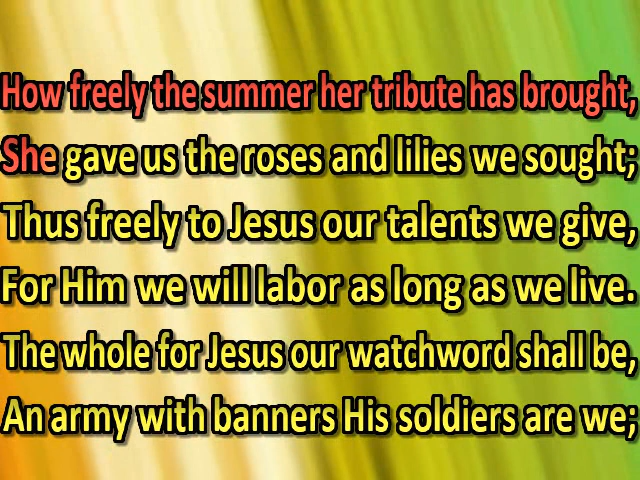 How freely the summer her tribute has brought,
She gave us the roses and lilies we sought;
Thus freely to Jesus our talents we give,
For Him we will labor as long as we live.
The whole for Jesus our watchword shall be,
An army with banners His soldiers are we;